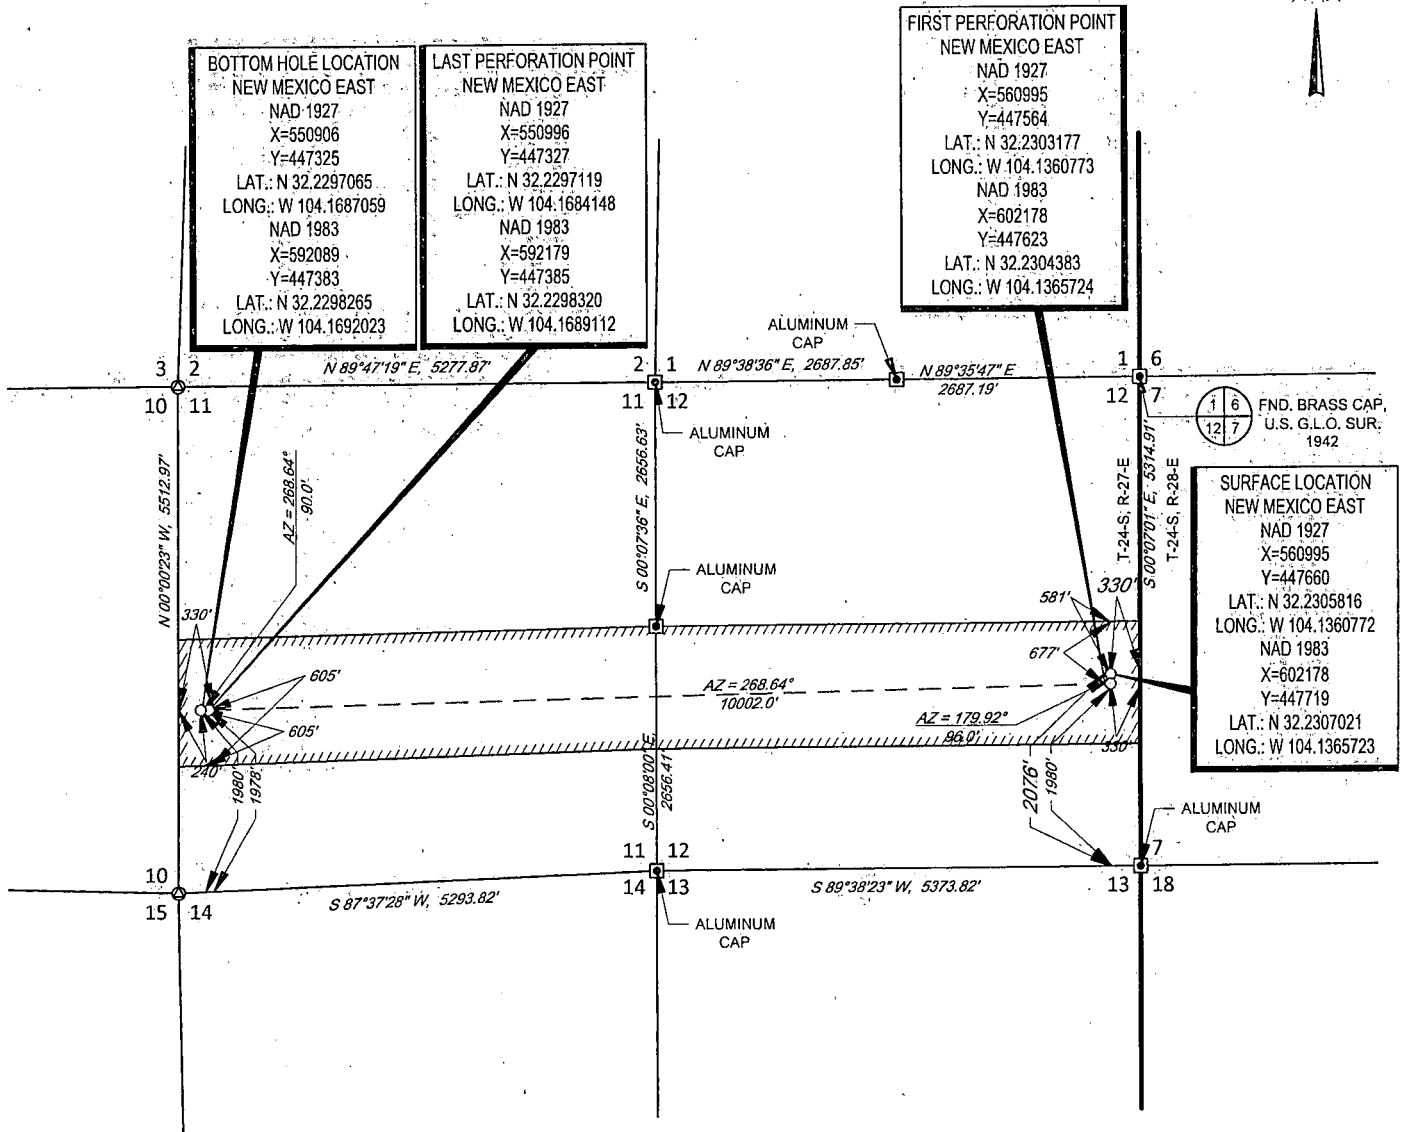 BOTTOM HOLE LOCATION
NEW MEXICO EAST
NAD 1927
X=550906
Y=447325
LAT.: N 32.2297065
LONG.: W 104.1687059
NAD 1983
X=592089
Y=447383
LAT.: N 32.2298265
LONG.: W 104.1692023
LAST PERFORATION POINT
NEW MEXICO EAST
NAD 1927
X=550996
Y=447327
LAT.: N 32.2297119
LONG.: W 104.1684148
NAD 1983
X=592179
Y=447385
LAT.: N 32.2298320
LONG.: W 104.1689112
FIRST PERFORATION POINT
NEW MEXICO EAST
NAD 1927
X=560995
Y=447564
LAT.: N 32.2303177
LONG.: W 104.1360773
NAD 1983
X=602178
Y=447623
LAT.: N 32.2304383
LONG.: W 104.1365724
ALUMINUM
CAP
3 2
N 89°47'19" E, 5277.87'
2 1
N 89°38'36" E, 2687.85'
N 89°35'47" E
2687.19'
1 6
10 11
11 12
12 7
1 6
12 7
FND. BRASS CAP,
U.S. G.L.O. SUR.
1942
ALUMINUM
CAP
N 00°00'23" W, 5512.97'
AZ = 268.64°
90.0'
S 00°07'36" E, 2656.63'
T-24-S, R-27-E
S 00°07'01" E, 5314.91'
T-24-S, R-28-E
SURFACE LOCATION
NEW MEXICO EAST
NAD 1927
X=560995
Y=447660
LAT.: N 32.2305816
LONG.: W 104.1360772
NAD 1983
X=602178
Y=447719
LAT.: N 32.2307021
LONG.: W 104.1365723
ALUMINUM
CAP
330'
581'
330'
677'
605'
AZ = 268.64°
10002.0'
605'
AZ = 179.92°
96.0'
330'
240'
1980'
1978'
S 00°08'00" E
2656.41'
2076'
1980'
ALUMINUM
CAP
10
11 12
7
15 14
14 13
13 18
S 87°37'28" W, 5293.82'
S 89°38'23" W, 5373.82'
ALUMINUM
CAP